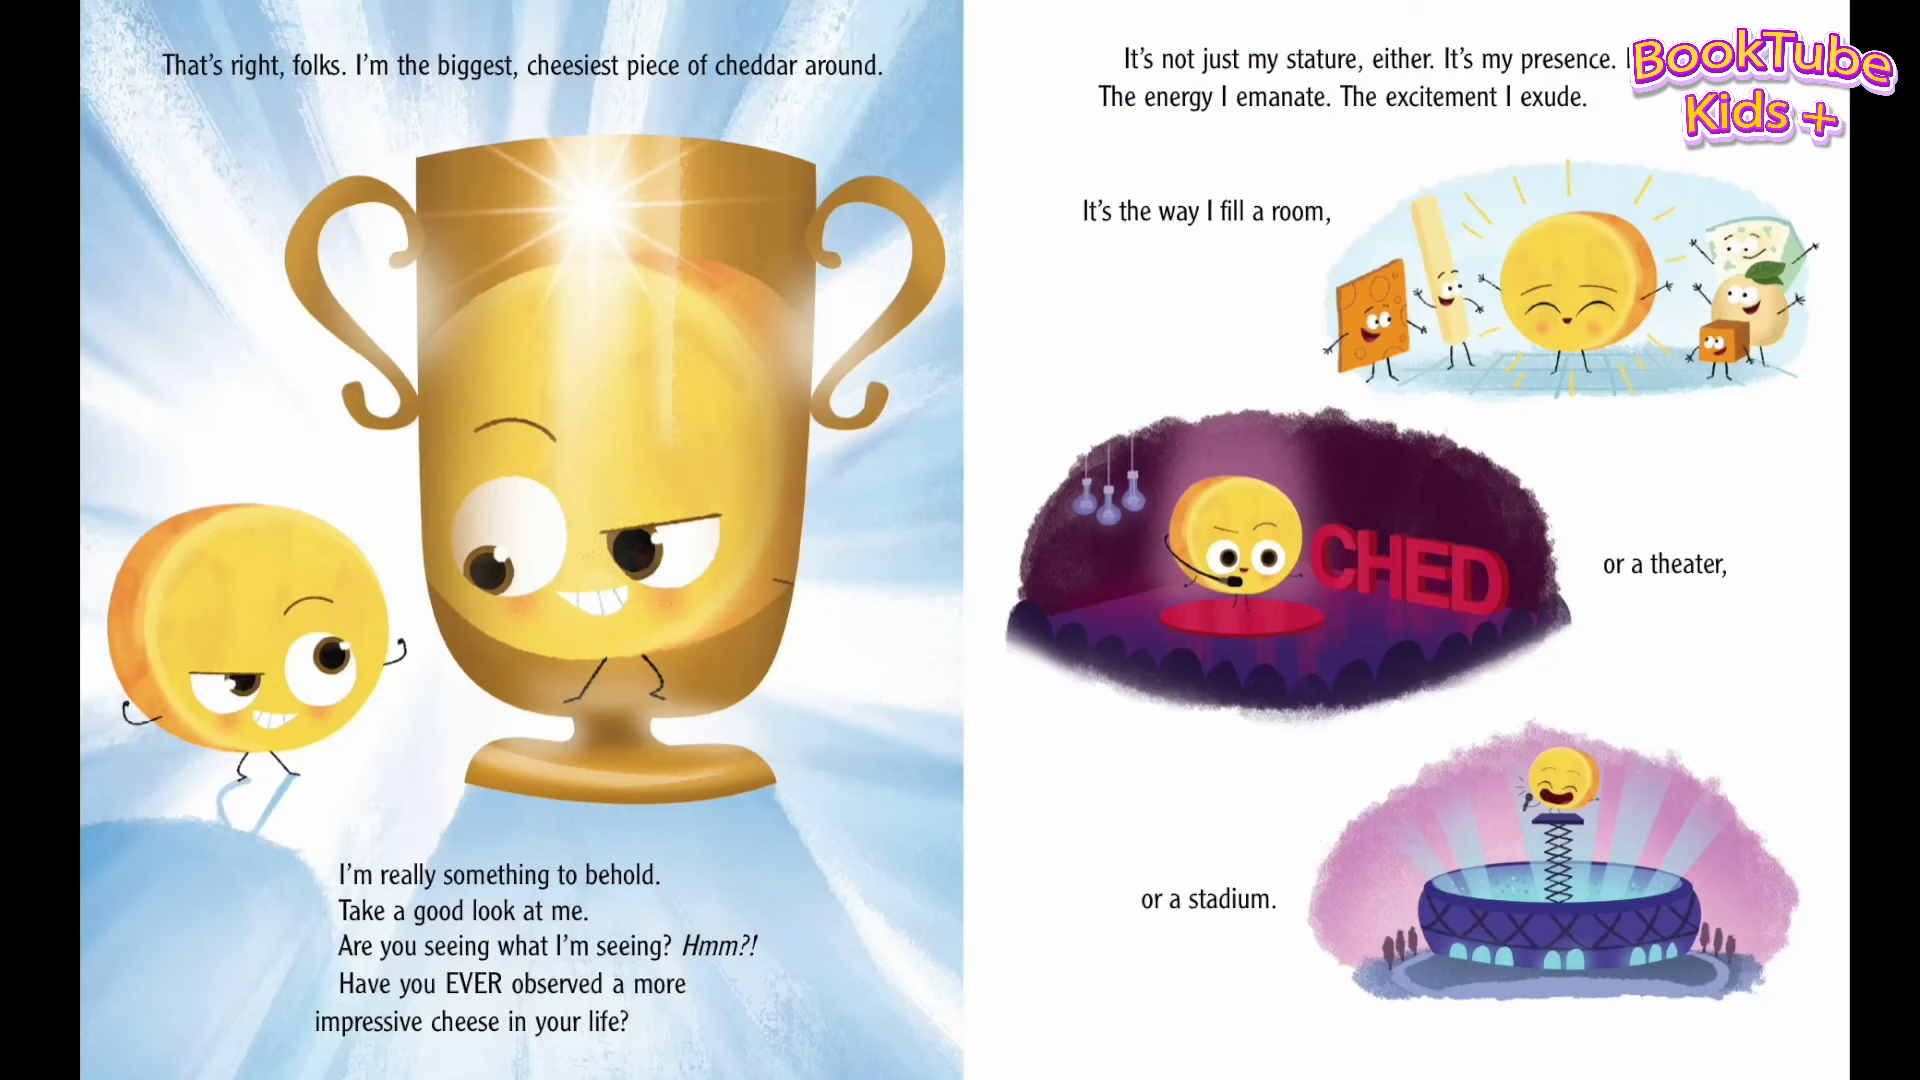 That's right, folks. I'm the biggest, cheesiest piece of cheddar around.
I'm really something to behold.
Take a good look at me.
Are you seeing what I'm seeing? Hmm?!
Have you EVER observed a more
impressive cheese in your life?
It's not just my stature, either. It's my presence.
The energy I emanate. The excitement I exude.
It's the way I fill a room,
CHED
or a theater,
or a stadium.
BookTube
Kids +